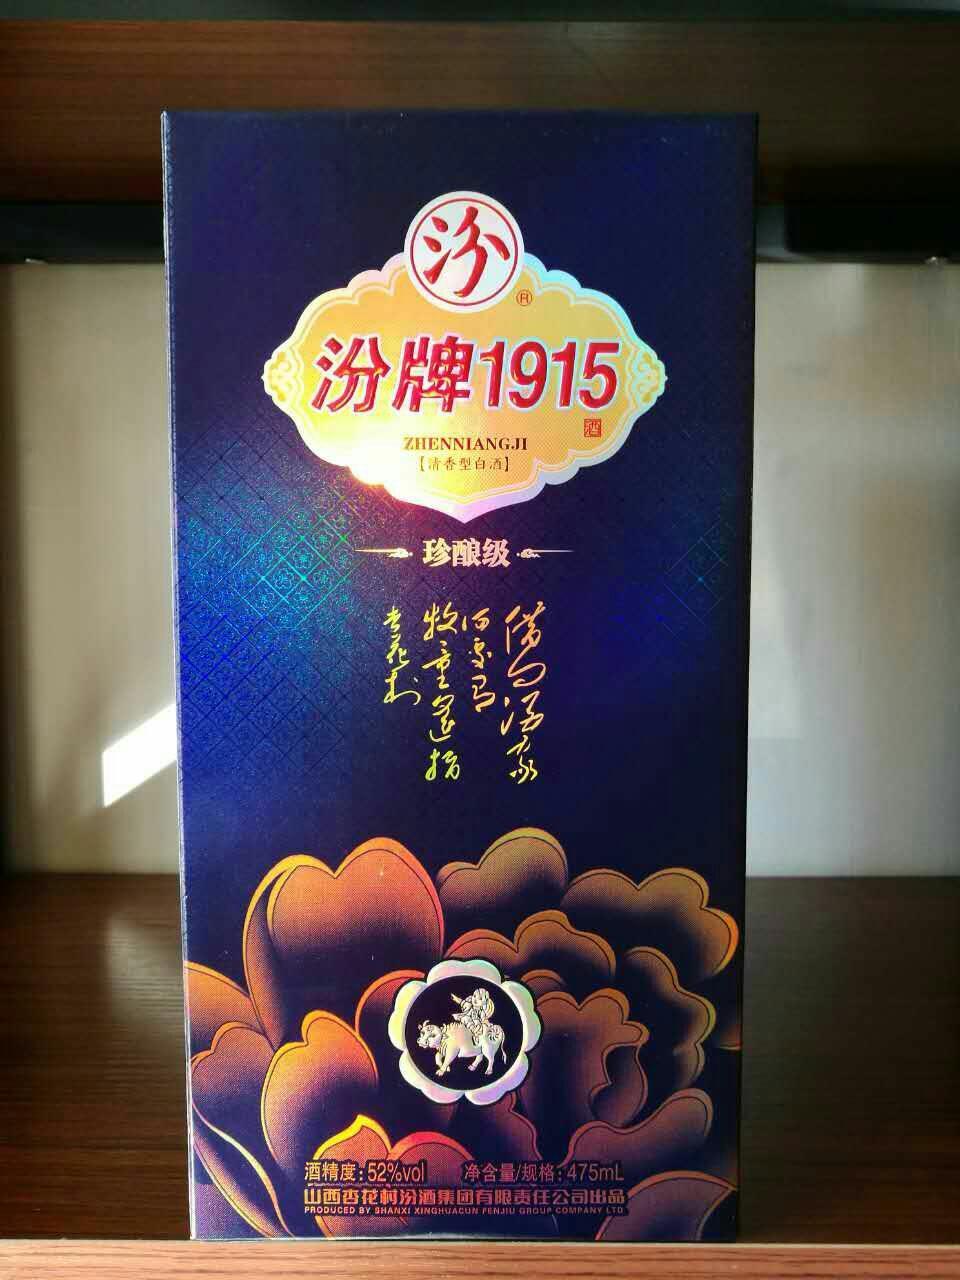 汾
®
汾牌1915
酒
ZHENNIANGJI
【清香型白酒】
珍酿级
借问酒家
何处有
牧童遥指
杏花村
酒精度:52%vol 净含量/规格:475mL
山西杏花村汾酒集团有限责任公司出品
PRODUCED BY SHANXI XINGHUACUN FENJIU GROUP COMPANY LTD